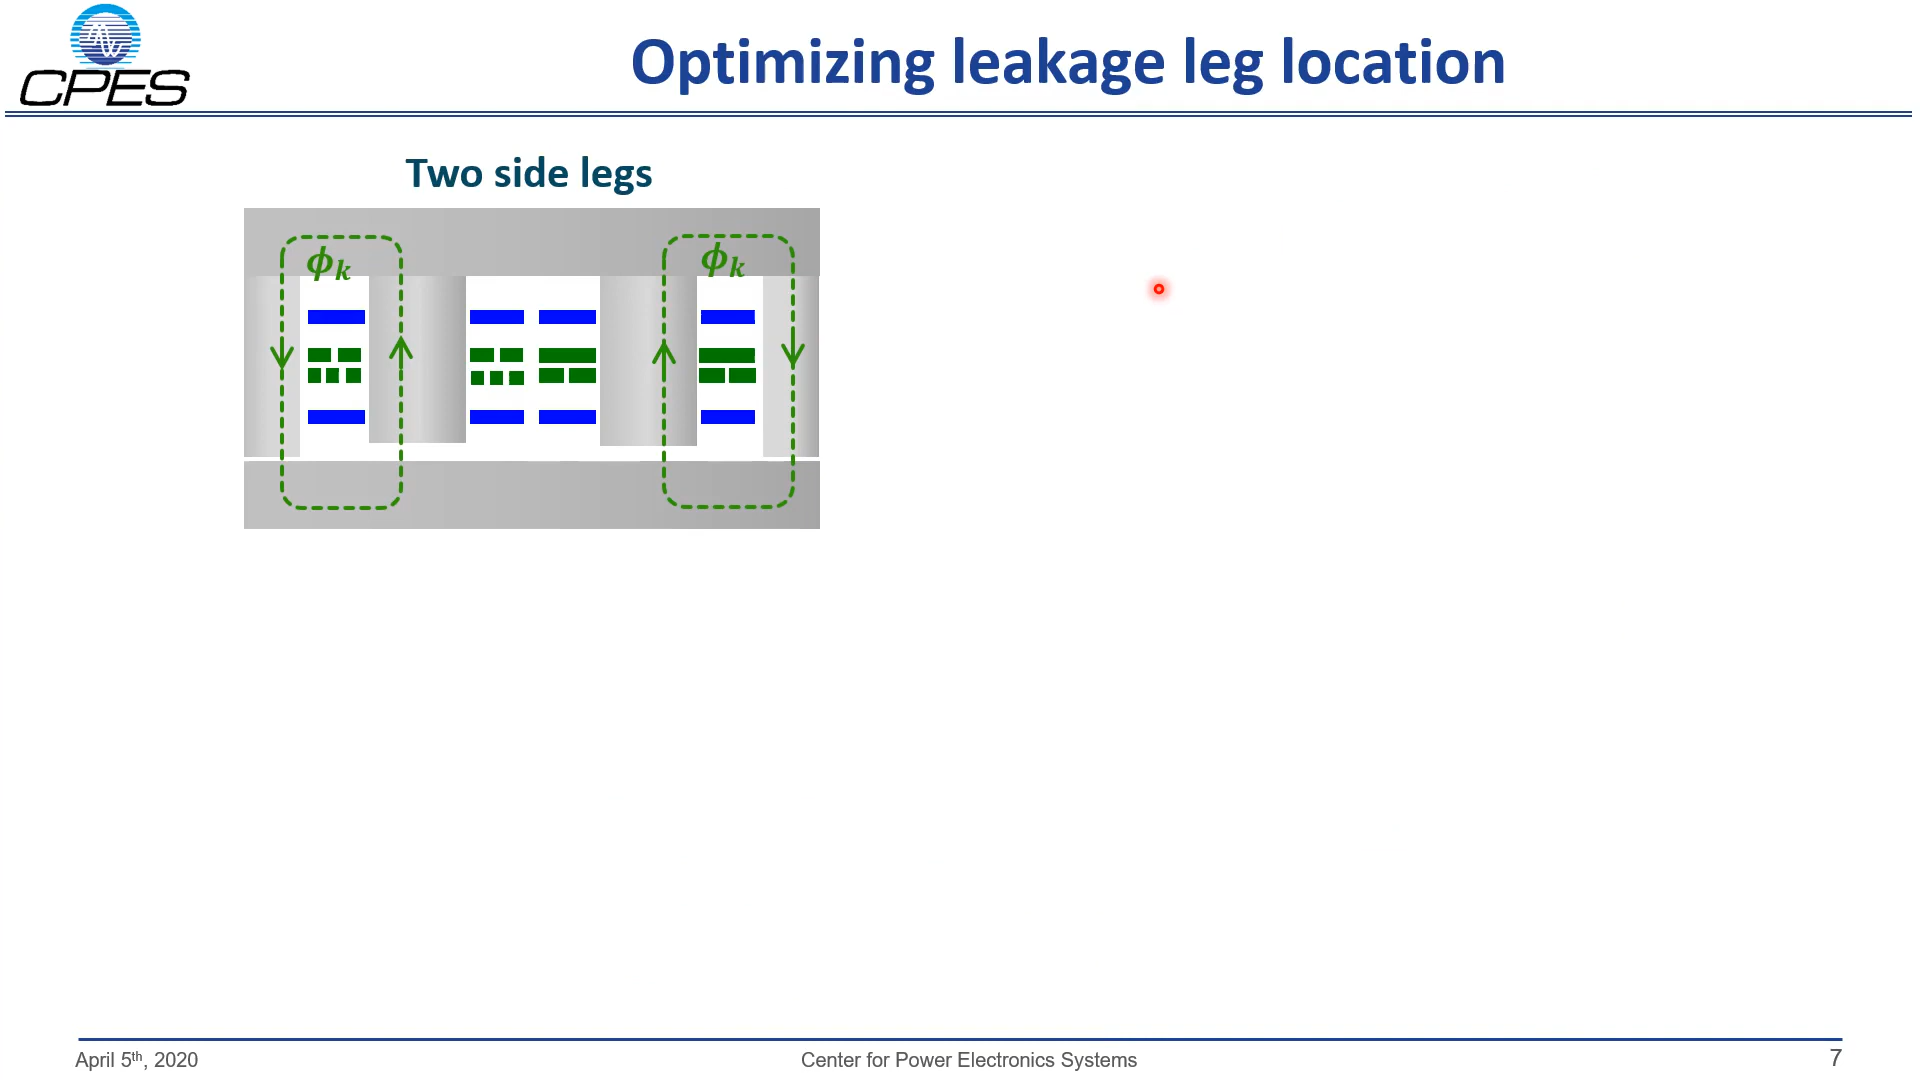 CPES
Optimizing leakage leg location
Two side legs
ϕₖ ϕₖ
April 5ᵗʰ, 2020
Center for Power Electronics Systems
7